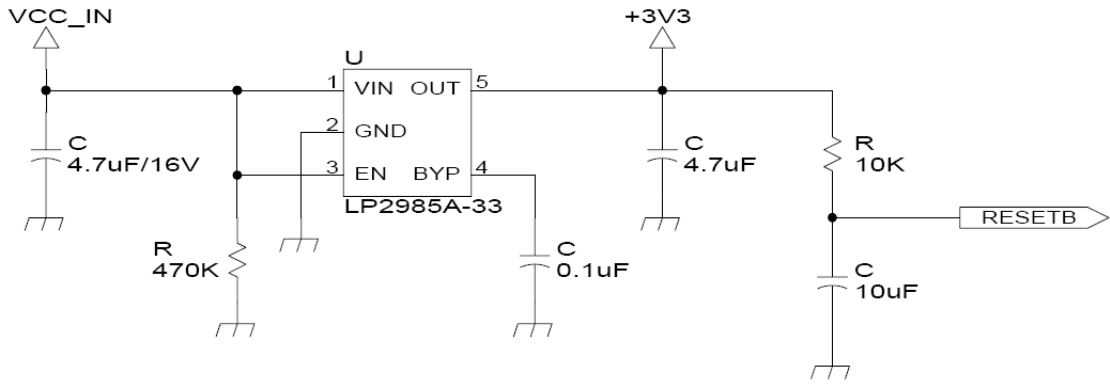 VCC_IN
+3V3
U
1 VIN OUT 5
2 GND
3 EN BYP 4
LP2985A-33
C
4.7uF/16V
R
470K
C
0.1uF
C
4.7uF
R
10K
RESETB
C
10uF